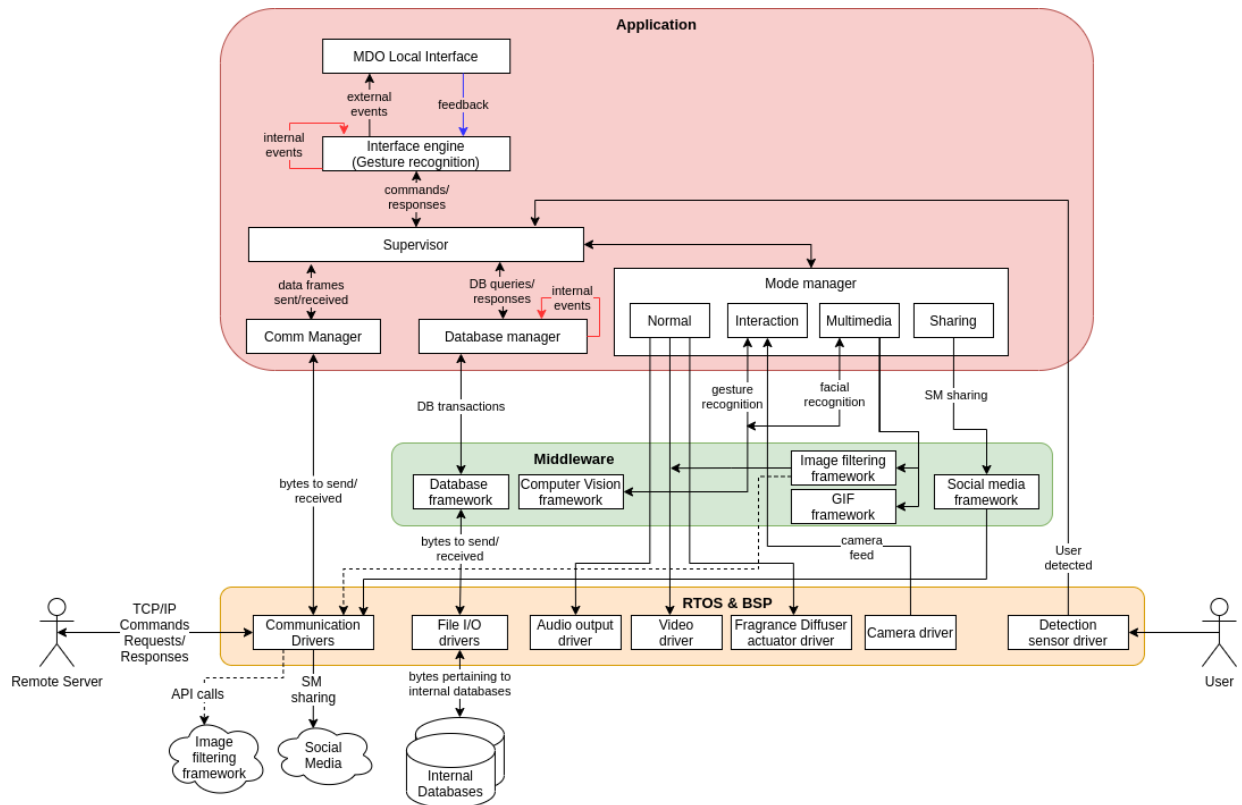 Application
MDO Local Interface
external
events
feedback
internal
events
Interface engine
(Gesture recognition)
commands/
responses
Supervisor
data frames
sent/received
DB queries/
responses
internal
events
Mode manager
Normal
Interaction
Multimedia
Sharing
Comm Manager
Database manager
gesture
recognition
facial
recognition
SM sharing
DB transactions
Middleware
Database
framework
Computer Vision
framework
Image filtering
framework
GIF
framework
Social media
framework
bytes to send/
received
bytes to send/
received
camera
feed
User
detected
RTOS & BSP
TCP/IP
Commands
Requests/
Responses
Communication
Drivers
File I/O
drivers
Audio output
driver
Video driver
Fragrance Diffuser
actuator driver
Camera driver
Detection
sensor driver
Remote Server
User
API calls
SM
sharing
bytes pertaining to
internal databases
Image
filtering
framework
Social
Media
Internal
Databases